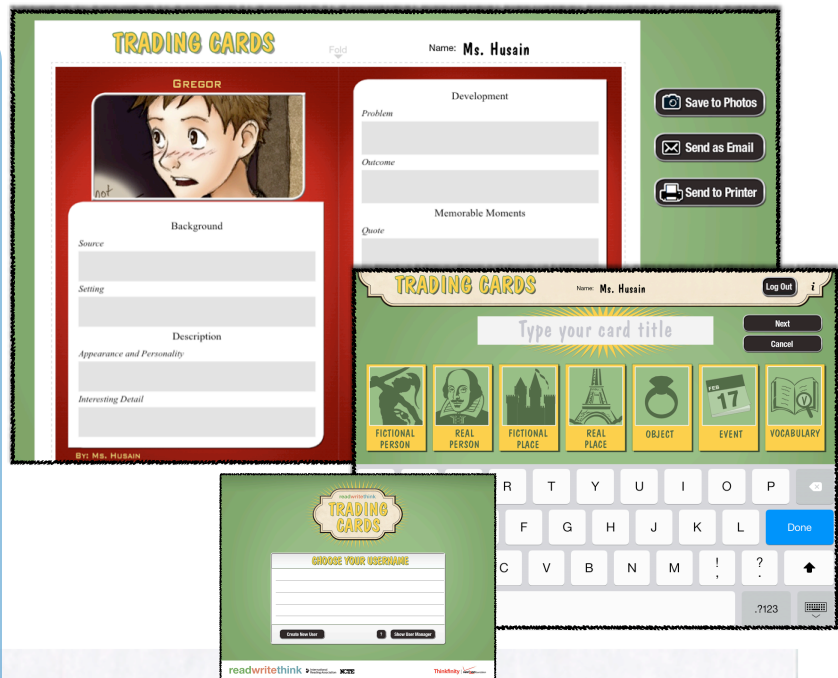 TRADING CARDS
Fold
Name: Ms. Husain
GREGOR
not
Background
Source
Setting
Description
Appearance and Personality
Interesting Detail
BY: MS. HUSAIN
Development
Problem
Outcome
Memorable Moments
Quote
Save to Photos
Send as Email
Send to Printer
TRADING CARDS
Name: Ms. Husain
Log Out
i
Type your card title
Next
Cancel
FICTIONAL PERSON
REAL PERSON
FICTIONAL PLACE
REAL PLACE
OBJECT
FEB
17
EVENT
V
VOCABULARY
R T Y U I O P
F G H J K L Done
C V B N M ! , ? .
.?123
readwritethink
TRADING CARDS
CHOOSE YOUR USERNAME
Create New User
Show User Manager
readwritethink
International Reading Association
NCTE
Thinkfinity